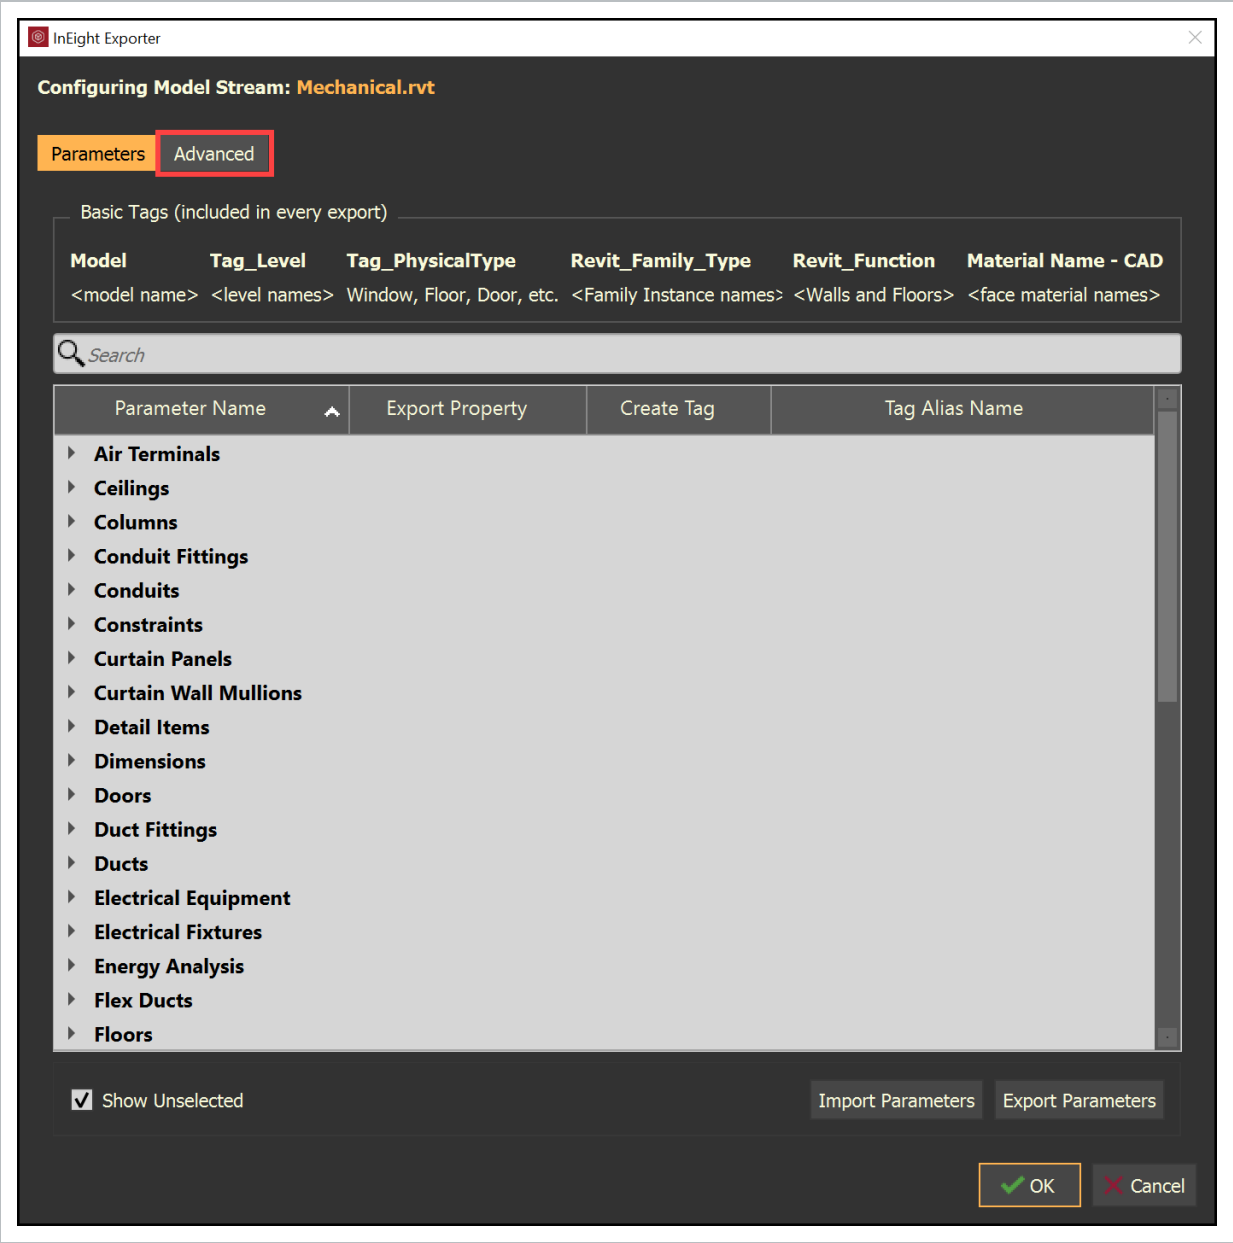 InEight Exporter
Configuring Model Stream: Mechanical.rvt
Parameters Advanced
Basic Tags (included in every export)
Model Tag_Level Tag_PhysicalType Revit_Family_Type Revit_Function Material Name - CAD
<model name> <level names> Window, Floor, Door, etc. <Family Instance names> <Walls and Floors> <face material names>
Search
Parameter Name Export Property Create Tag Tag Alias Name
Air Terminals
Ceilings
Columns
Conduit Fittings
Conduits
Constraints
Curtain Panels
Curtain Wall Mullions
Detail Items
Dimensions
Doors
Duct Fittings
Ducts
Electrical Equipment
Electrical Fixtures
Energy Analysis
Flex Ducts
Floors
Show Unselected Import Parameters Export Parameters
OK Cancel